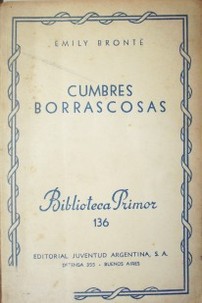 EMILY BRONTË
CUMBRES
BORRASCOSAS
Biblioteca Primor
136
EDITORIAL JUVENTUD ARGENTINA, S. A.
BUENOS AIRES